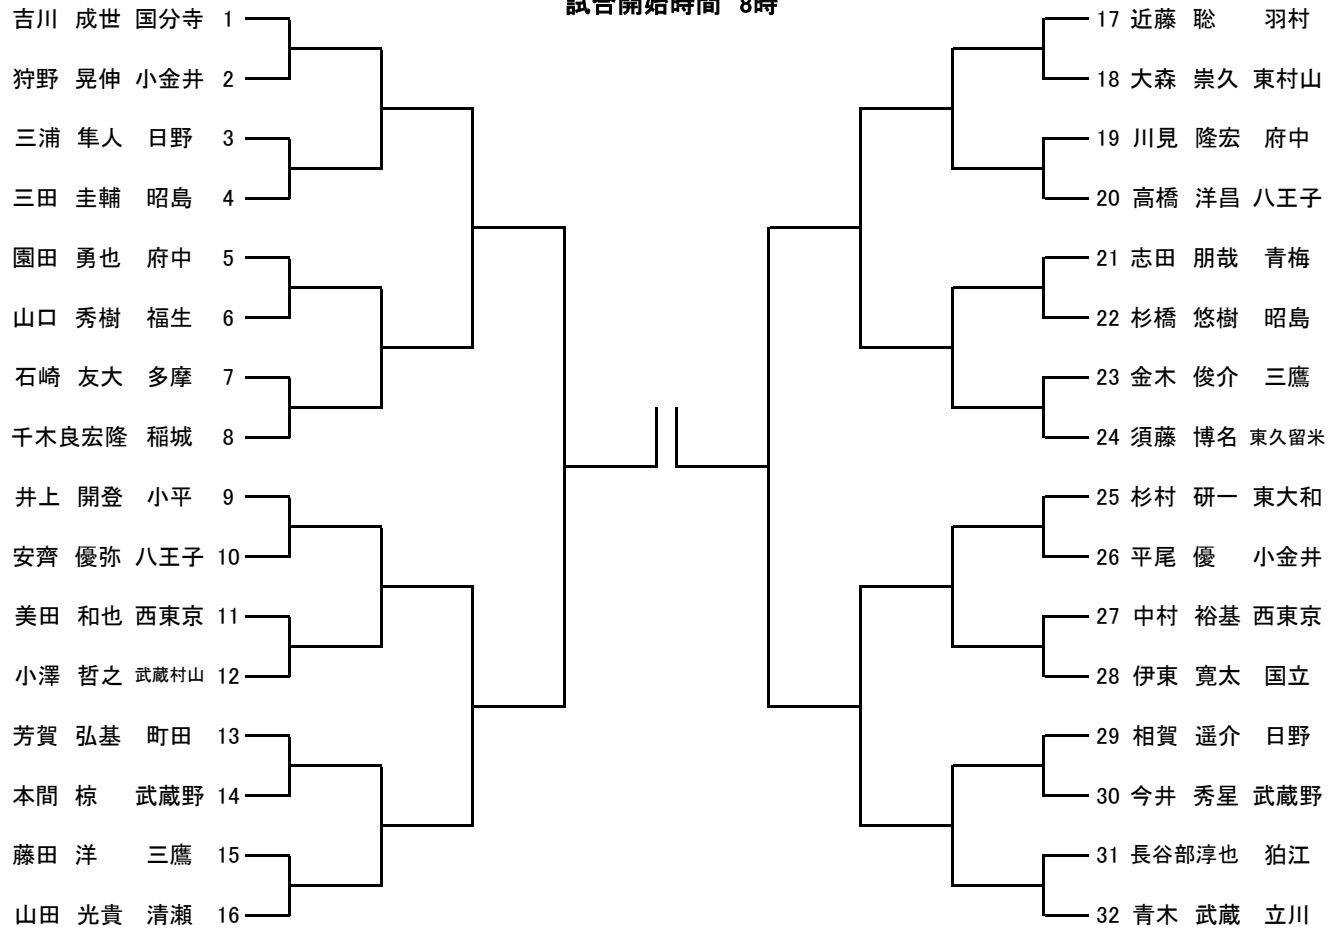 試合開始時間 8時
吉川 成世 国分寺 1
狩野 晃伸 小金井 2
三浦 隼人 日野 3
三田 圭輔 昭島 4
園田 勇也 府中 5
山口 秀樹 福生 6
石崎 友大 多摩 7
千木良宏隆 稲城 8
井上 開登 小平 9
安齊 優弥 八王子 10
美田 和也 西東京 11
小澤 哲之 武蔵村山 12
芳賀 弘基 町田 13
本間 椋 武蔵野 14
藤田 洋 三鷹 15
山田 光貴 清瀬 16
17 近藤 聡 羽村
18 大森 崇久 東村山
19 川見 隆宏 府中
20 高橋 洋昌 八王子
21 志田 朋哉 青梅
22 杉橋 悠樹 昭島
23 金木 俊介 三鷹
24 須藤 博名 東久留米
25 杉村 研一 東大和
26 平尾 優 小金井
27 中村 裕基 西東京
28 伊東 寛太 国立
29 相賀 遥介 日野
30 今井 秀星 武蔵野
31 長谷部淳也 狛江
32 青木 武蔵 立川